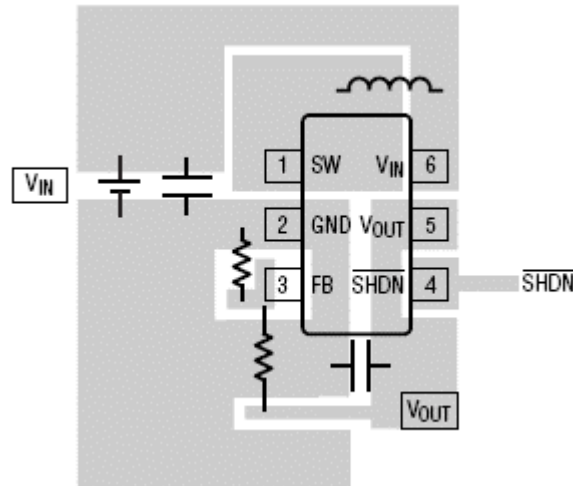 VIN
1 SW VIN 6
2 GND VOUT 5
3 FB SHDN 4
SHDN
VOUT